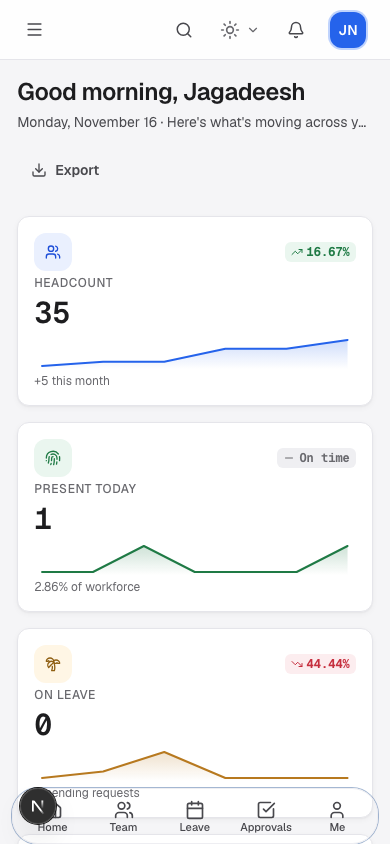 JN
Good morning, Jagadeesh
Monday, November 16 · Here's what's moving across y...
Export
16.67%
HEADCOUNT
35
+5 this month
On time
PRESENT TODAY
1
2.86% of workforce
44.44%
ON LEAVE
0
pending requests
N
Home
Team
Leave
Approvals
Me